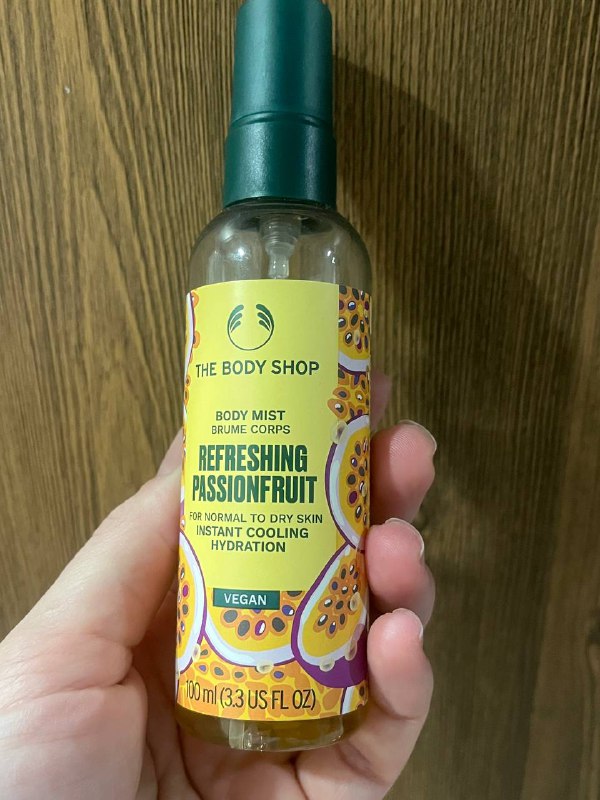 THE BODY SHOP
BODY MIST
BRUME CORPS
REFRESHING
PASSIONFRUIT
FOR NORMAL TO DRY SKIN
INSTANT COOLING
HYDRATION
VEGAN
100 ml (3.3 US FL OZ)